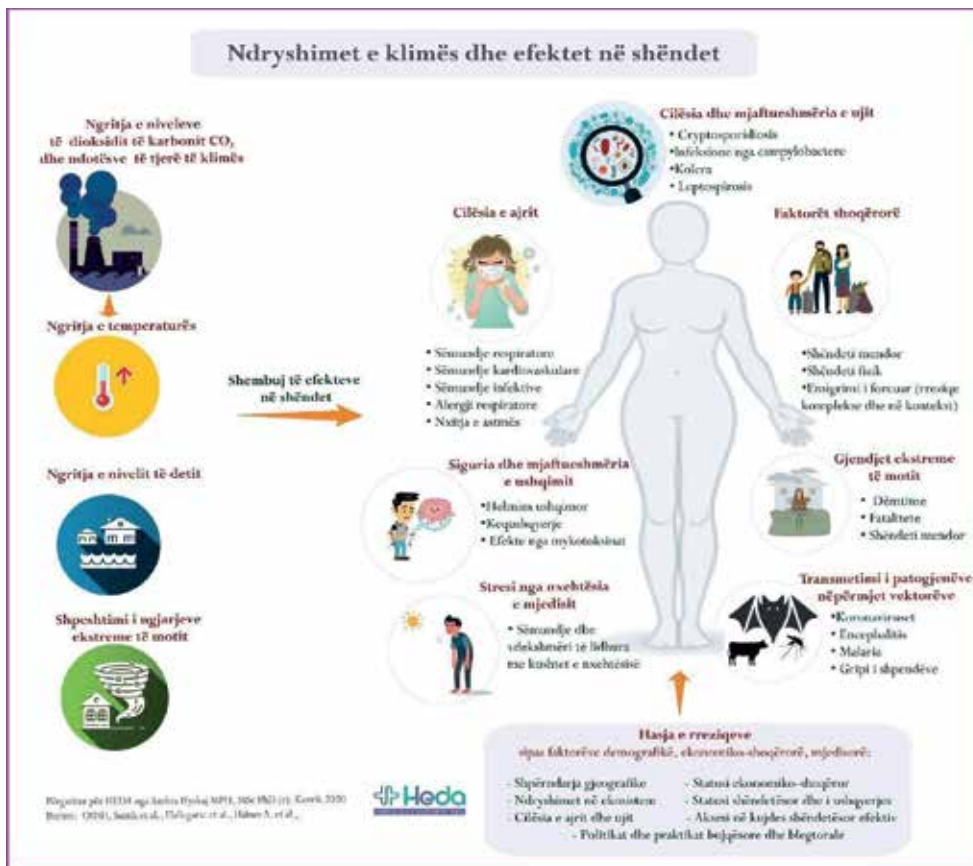 Ndryshimet e klimës dhe efektet në shëndet
Ngritja e niveleve
të dioksidit të karbonit CO₂
dhe ndotësve të tjerë të klimës
Ngritja e temperaturës
Ngritja e nivelit të detit
Shpeshtimi i ngjarjeve
ekstreme të motit
Shembuj të efekteve
në shëndet
Cilësia e ajrit
• Sëmundje respiratore
• Sëmundje kardiovaskulare
• Sëmundje infektive
• Alergji respiratore
• Nxitja e astmës
Siguria dhe mjaftueshmëria
e ushqimit
• Helmim ushqimor
• Kequshqyerje
• Efekte nga mykotoksinat
Stresi nga nxehtësia
e mjedisit
• Sëmundje dhe
vdekshmëri të lidhura
me kushtet e nxehtësisë
Cilësia dhe mjaftueshmëria e ujit
• Cryptosporidiosis
•Infeksione nga campylobactere
•Kolera
• Leptospirosis
Faktorët shoqërorë
•Shëndeti mendor
•Shëndeti fizik
•Emigrimi i forcuar (rreziqe
komplekse dhe në kontekst)
Gjendjet ekstreme
të motit
• Dëmtime
• Fatalitete
• Shëndeti mendor
Transmetimi i patogjenëve
nëpërmjet vektorëve
•Koronaviruset
• Encephalitis
• Malaria
• Gripi i shpendëve
Hasja e rreziqeve
sipas faktorëve demografikë, ekonomiko-shoqërorë, mjedisorë:
- Shpërndarja gjeografike
- Ndryshimet në ekosistem
- Cilësia e ajrit dhe ujit
- Statusi ekonomiko-shoqëror
- Statusi shëndetësor dhe i ushqyerjes
- Aksesi në kujdes shëndetësor efektiv
- Politikat dhe praktikat bujqësore dhe blegtorale
Përgatitur për HEDA nga
Heda